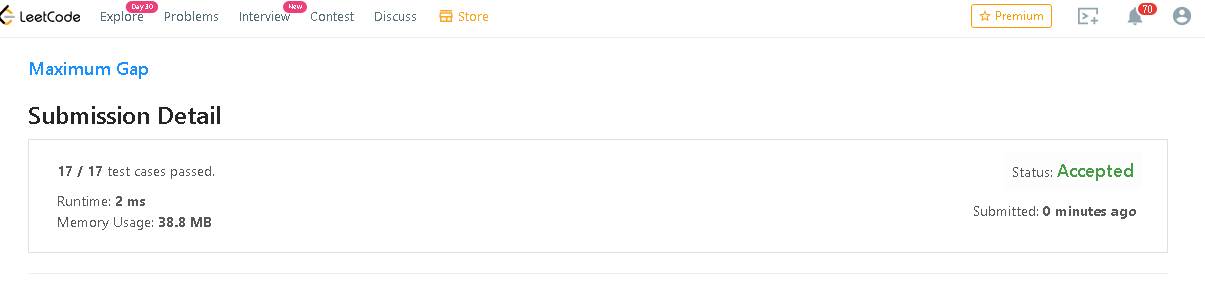 LeetCode Explore Day 30 Problems Interview New Contest Discuss Store Premium 70
Maximum Gap
Submission Detail
17 / 17 test cases passed. Status: Accepted
Runtime: 2 ms
Memory Usage: 38.8 MB Submitted: 0 minutes ago